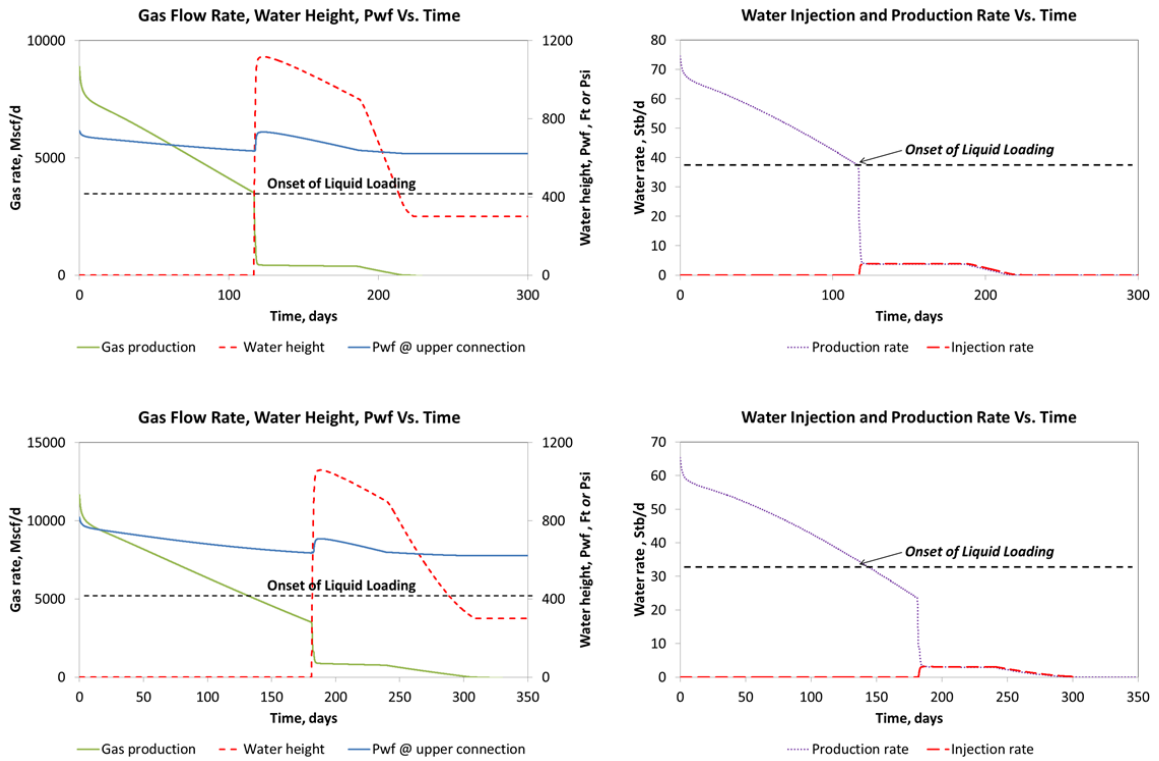 Gas Flow Rate, Water Height, Pwf Vs. Time
Gas rate, Mscf/d
10000
5000
0
Onset of Liquid Loading
1200
800
400
0
Water height, Pwf , Ft or Psi
0 100 200 300
Time, days
Gas production Water height Pwf @ upper connection
Water Injection and Production Rate Vs. Time
Water rate , Stb/d
80
70
60
50
40
30
20
10
0
Onset of Liquid Loading
0 100 200 300
Time, days
Production rate Injection rate
Gas Flow Rate, Water Height, Pwf Vs. Time
Gas rate, Mscf/d
15000
10000
5000
0
Onset of Liquid Loading
1200
800
400
0
Water height, Pwf , Ft or Psi
0 50 100 150 200 250 300 350
Time, days
Gas production Water height Pwf @ upper connection
Water Injection and Production Rate Vs. Time
Water rate , Stb/d
70
60
50
40
30
20
10
0
Onset of Liquid Loading
0 50 100 150 200 250 300 350
Time, days
Production rate Injection rate